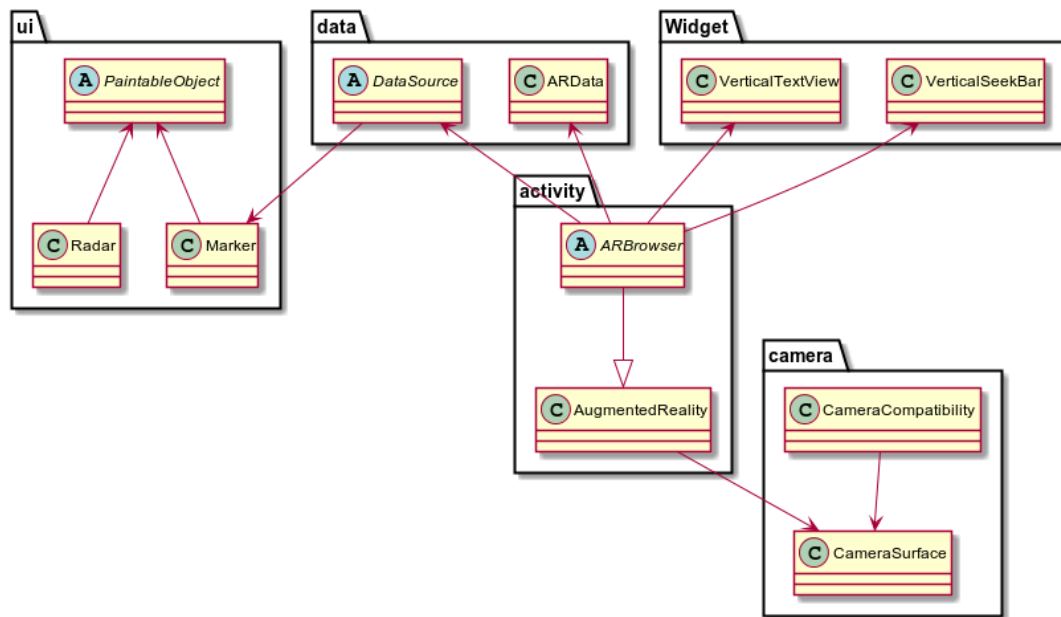 ui
data
Widget
A PaintableObject
A DataSource
C ARData
C VerticalTextView
C VerticalSeekBar
activity
C Radar
C Marker
A ARBrowser
camera
C AugmentedReality
C CameraCompatibility
C CameraSurface